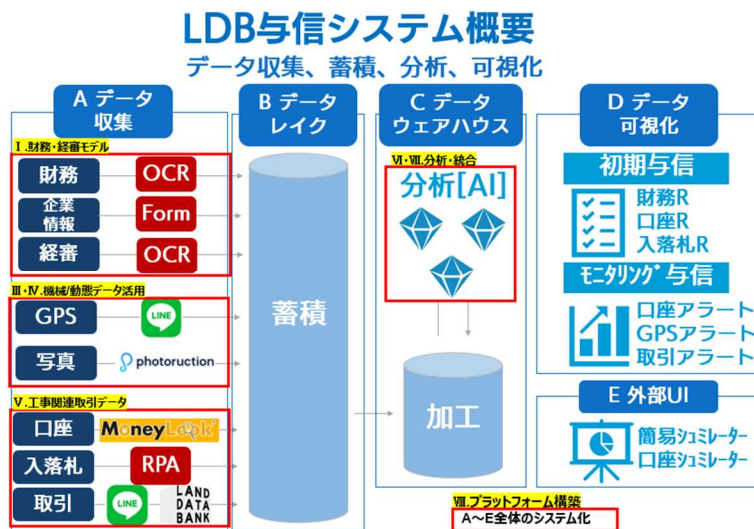 LDB与信システム概要
データ収集、蓄積、分析、可視化
A データ
収集
Ⅰ.財務・経審モデル
財務
OCR
企業
情報
Form
経審
OCR
Ⅲ・Ⅳ.機械/動態データ活用
GPS
LINE
写真
photoruction
Ⅴ.工事関連取引データ
口座
MoneyLook
入落札
RPA
取引
LINE
LAND
DATA
BANK
B データ
レイク
蓄積
C データ
ウェアハウス
Ⅵ・Ⅶ.分析・統合
分析[AI]
加工
D データ
可視化
初期与信
財務R
口座R
入落札R
モニタリング与信
口座アラート
GPSアラート
取引アラート
E 外部UI
簡易シュミレーター
口座シュミレーター
Ⅷ.プラットフォーム構築
A～E全体のシステム化